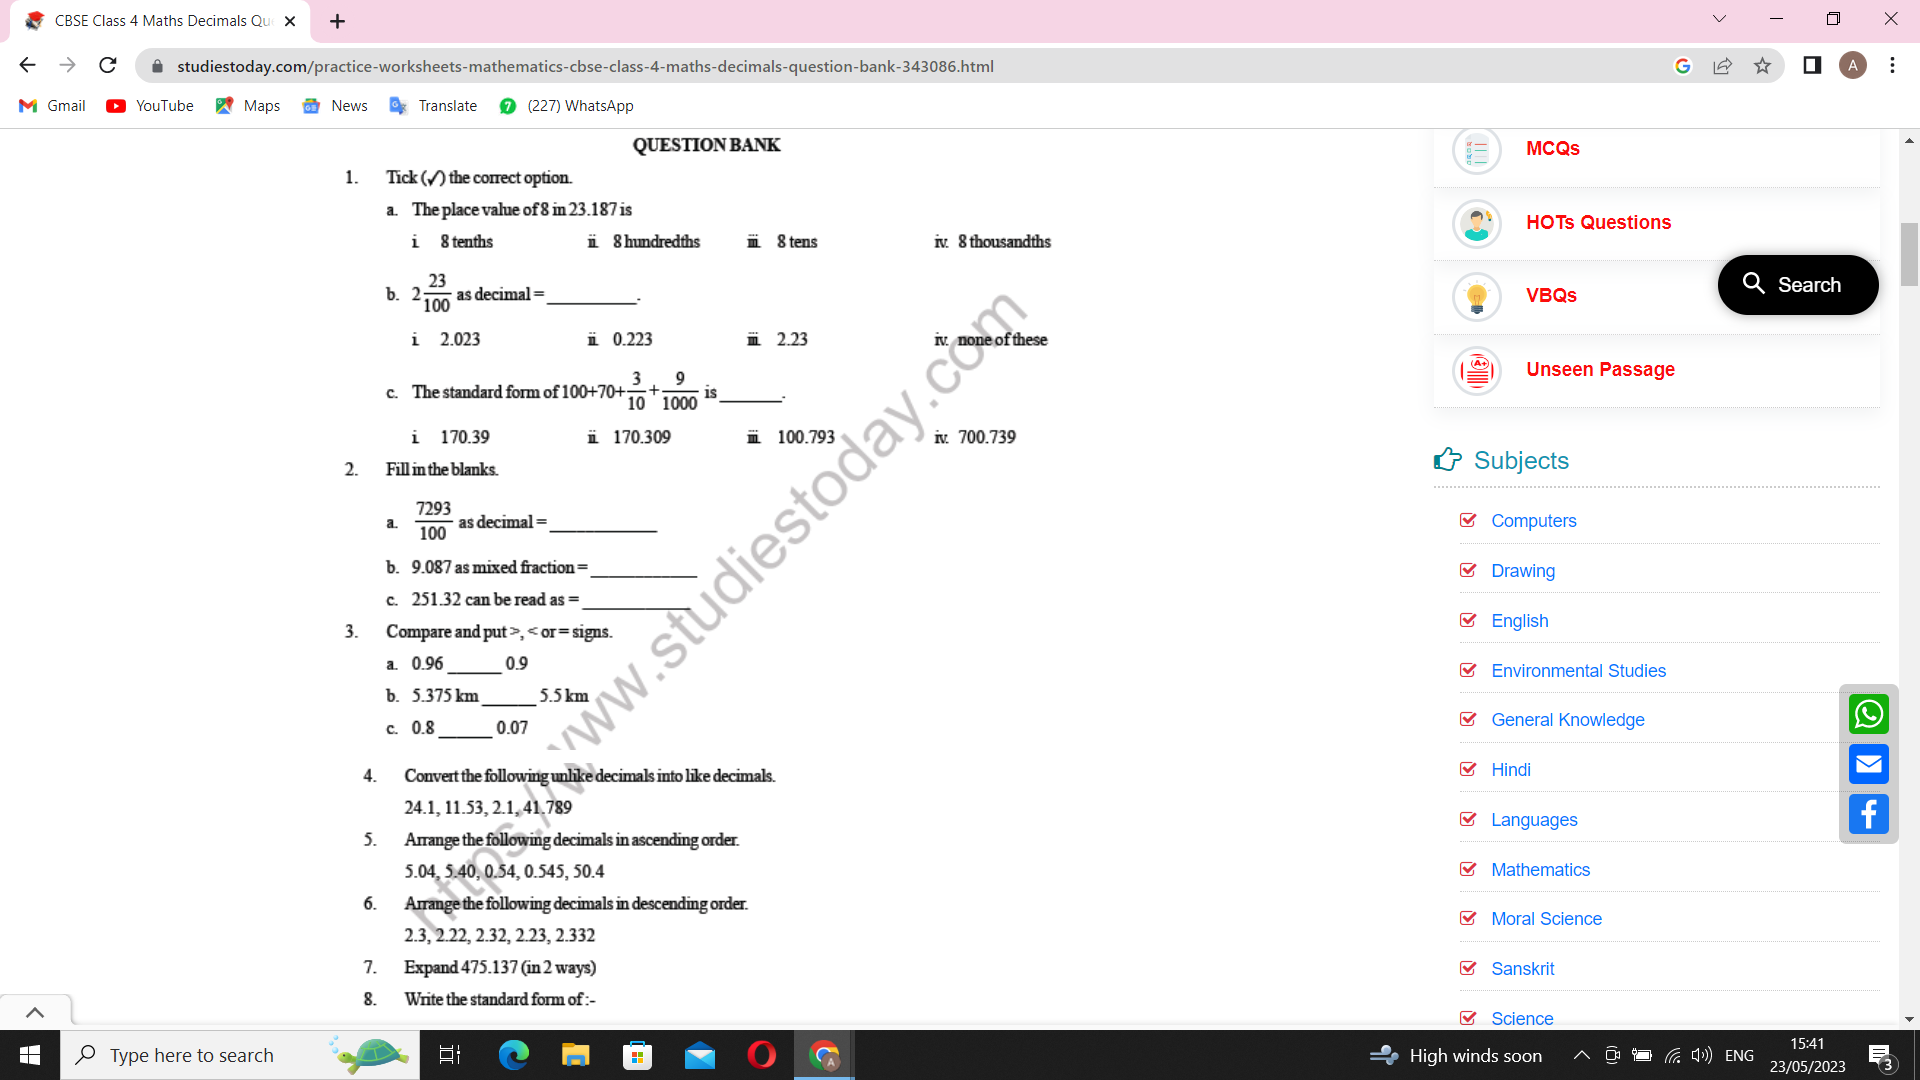 CBSE Class 4 Maths Decimals Qu
studiestoday.com/practice-worksheets-mathematics-cbse-class-4-maths-decimals-question-bank-343086.html
A
Gmail YouTube Maps News Translate 7 (227) WhatsApp
QUESTION BANK
1. Tick (✓) the correct option.
a. The place value of 8 in 23.187 is
i. 8 tenths ii. 8 hundredths iii. 8 tens iv. 8 thousandths
b. 2 23/100 as decimal = __________.
i. 2.023 ii. 0.223 iii. 2.23 iv. none of these
c. The standard form of 100+70+ 3/10 + 9/1000 is _______.
i. 170.39 ii. 170.309 iii. 100.793 iv. 700.739
2. Fill in the blanks.
a. 7293/100 as decimal = ____________
b. 9.087 as mixed fraction = ____________
c. 251.32 can be read as = ____________
3. Compare and put >, < or = signs.
a. 0.96 ______ 0.9
b. 5.375 km ______ 5.5 km
c. 0.8 ______ 0.07
4. Convert the following unlike decimals into like decimals.
24.1, 11.53, 2.1, 41.789
5. Arrange the following decimals in ascending order.
5.04, 5.40, 0.54, 0.545, 50.4
6. Arrange the following decimals in descending order.
2.3, 2.22, 2.32, 2.23, 2.332
7. Expand 475.137 (in 2 ways)
8. Write the standard form of :-
https://www.studiestoday.com
MCQs
HOTs Questions
Search
VBQs
A+
Unseen Passage
Subjects
Computers
Drawing
English
Environmental Studies
General Knowledge
Hindi
Languages
Mathematics
Moral Science
Sanskrit
Science
Type here to search
A
High winds soon
ENG
15:41
23/05/2023
3